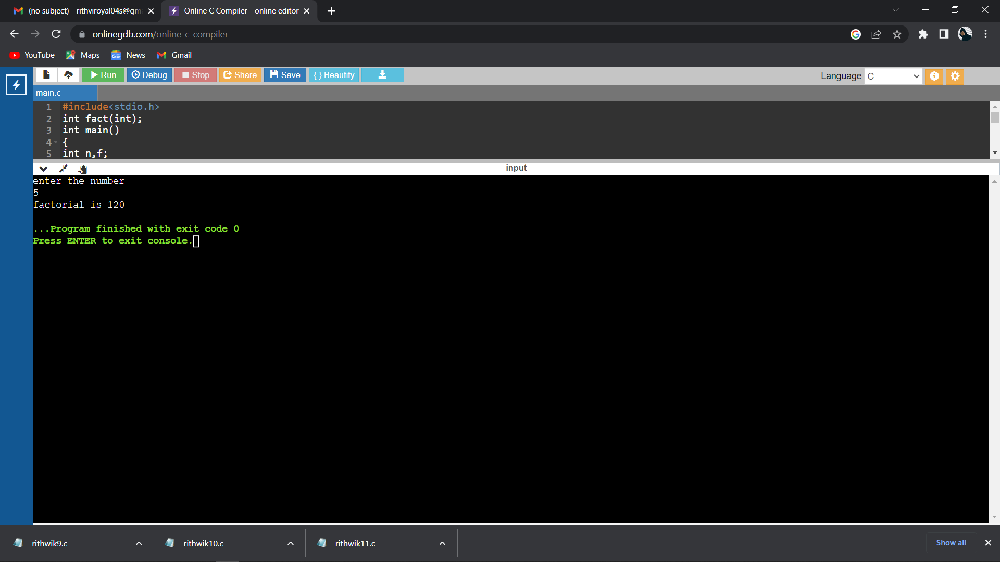 (no subject) - rithviroyal04s@gm
Online C Compiler - online editor
onlinegdb.com/online_c_compiler
YouTube
Maps
News
Gmail
Run
Debug
Stop
Share
Save
{ } Beautify
Language
C
main.c
1 #include<stdio.h>
2 int fact(int);
3 int main()
4 {
5 int n,f;
input
enter the number
5
factorial is 120
...Program finished with exit code 0
Press ENTER to exit console.
rithwik9.c
rithwik10.c
rithwik11.c
Show all